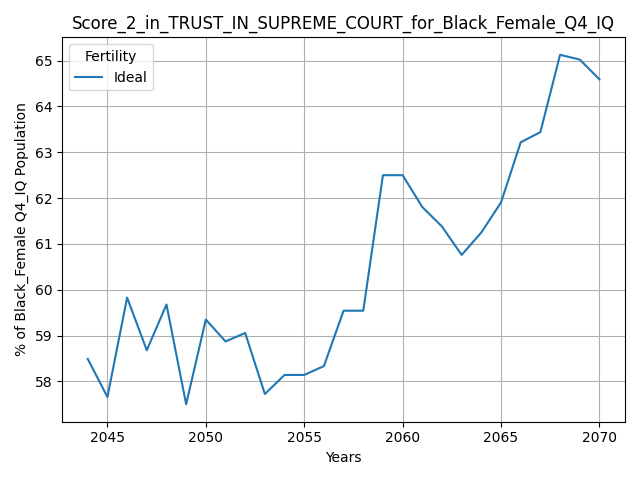 Score_2_in_TRUST_IN_SUPREME_COURT_for_Black_Female_Q4_IQ
Fertility
Ideal
% of Black_Female Q4_IQ Population
65
64
63
62
61
60
59
58
2045
2050
2055
2060
2065
2070
Years